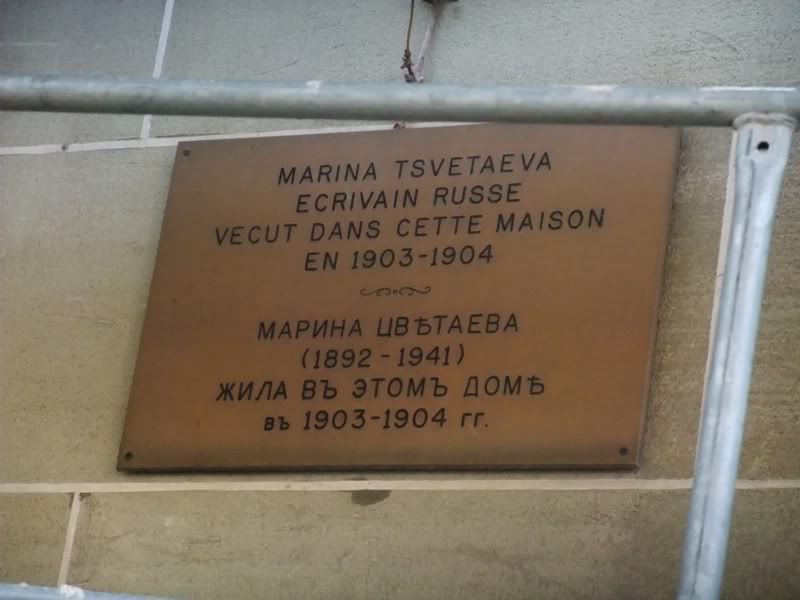 MARINA TSVETAEVA
ECRIVAIN RUSSE
VECUT DANS CETTE MAISON
EN 1903-1904
МАРИНА ЦВѢТАЕВА
(1892-1941)
ЖИЛА ВЪ ЭТОМЪ ДОМѢ
въ 1903-1904 гг.